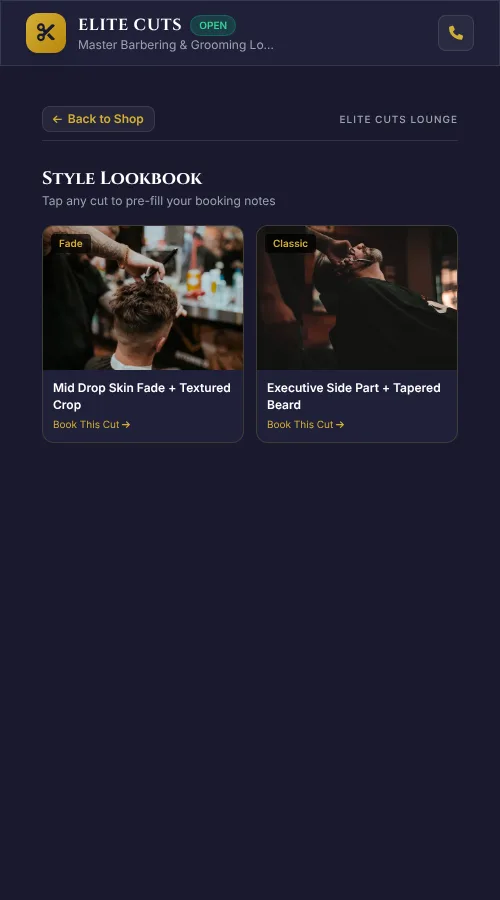 ELITE CUTS OPEN
Master Barbering & Grooming Lo...
← Back to Shop
ELITE CUTS LOUNGE
Style Lookbook
Tap any cut to pre-fill your booking notes
Fade
Classic
Mid Drop Skin Fade + Textured
Crop
Book This Cut →
Executive Side Part + Tapered
Beard
Book This Cut →